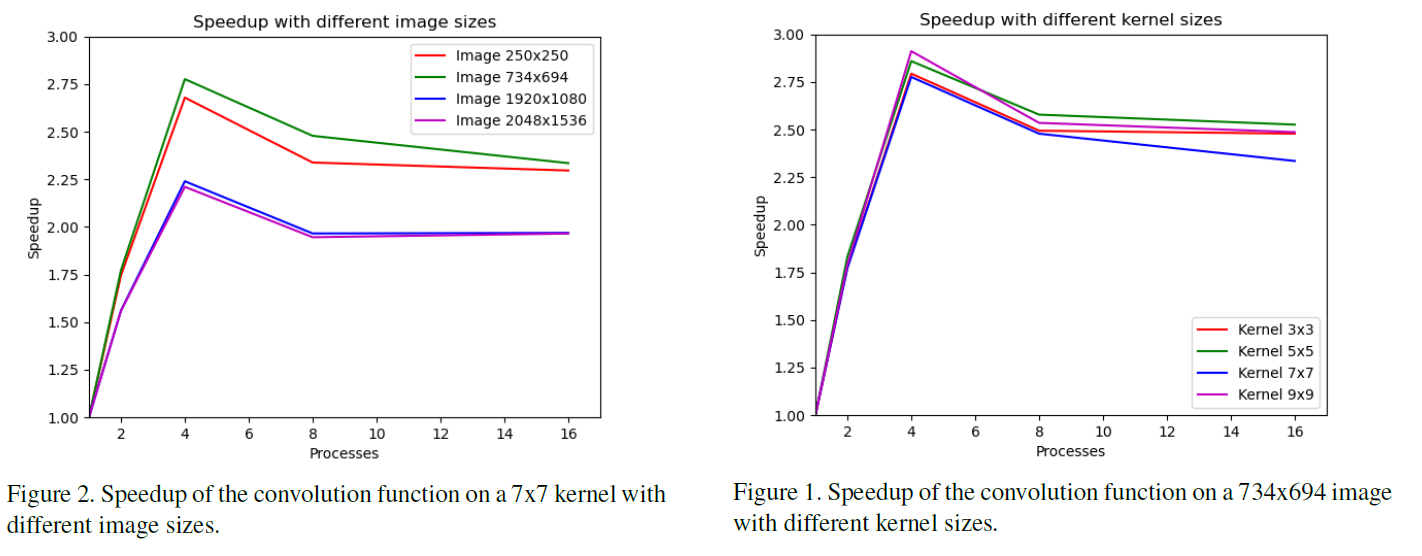 Speedup with different image sizes
3.00
2.75
2.50
2.25
2.00
1.75
1.50
1.25
1.00
Speedup
Image 250x250
Image 734x694
Image 1920x1080
Image 2048x1536
2 4 6 8 10 12 14 16
Processes
Figure 2. Speedup of the convolution function on a 7x7 kernel with
different image sizes.
Speedup with different kernel sizes
3.00
2.75
2.50
2.25
2.00
1.75
1.50
1.25
1.00
Speedup
Kernel 3x3
Kernel 5x5
Kernel 7x7
Kernel 9x9
2 4 6 8 10 12 14 16
Processes
Figure 1. Speedup of the convolution function on a 734x694 image
with different kernel sizes.